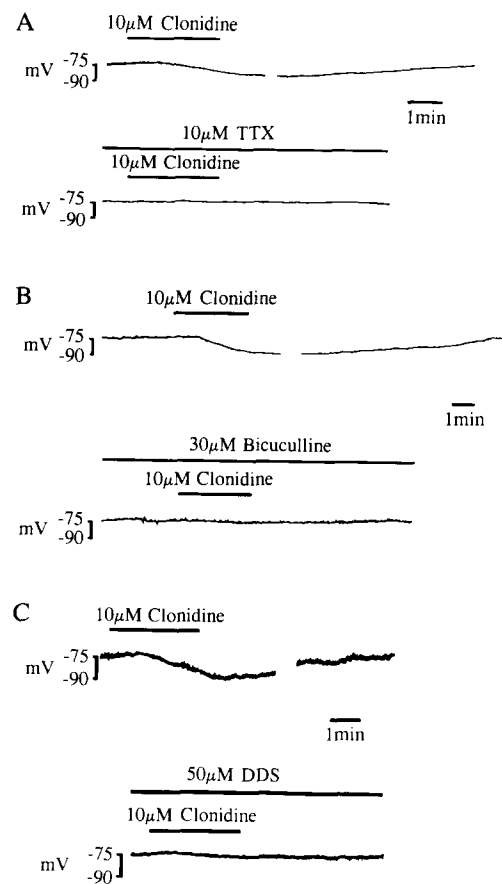 A
10μM Clonidine
mV -75
-90
1min
10μM TTX
10μM Clonidine
mV -75
-90
B
10μM Clonidine
mV -75
-90
1min
30μM Bicuculline
10μM Clonidine
mV -75
-90
C
10μM Clonidine
mV -75
-90
1min
50μM DDS
10μM Clonidine
mV -75
-90